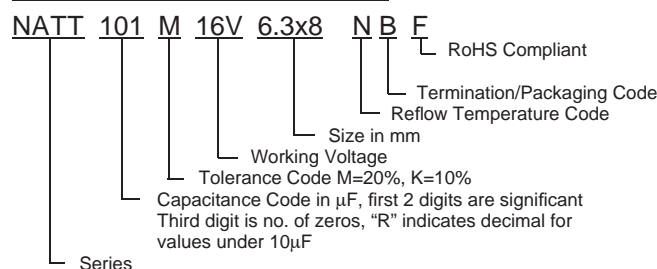 NATT 101 M 16V 6.3x8 N B F
RoHS Compliant
Termination/Packaging Code
Reflow Temperature Code
Size in mm
Working Voltage
Tolerance Code M=20%, K=10%
Capacitance Code in μF, first 2 digits are significant
Third digit is no. of zeros, “R” indicates decimal for
values under 10μF
Series